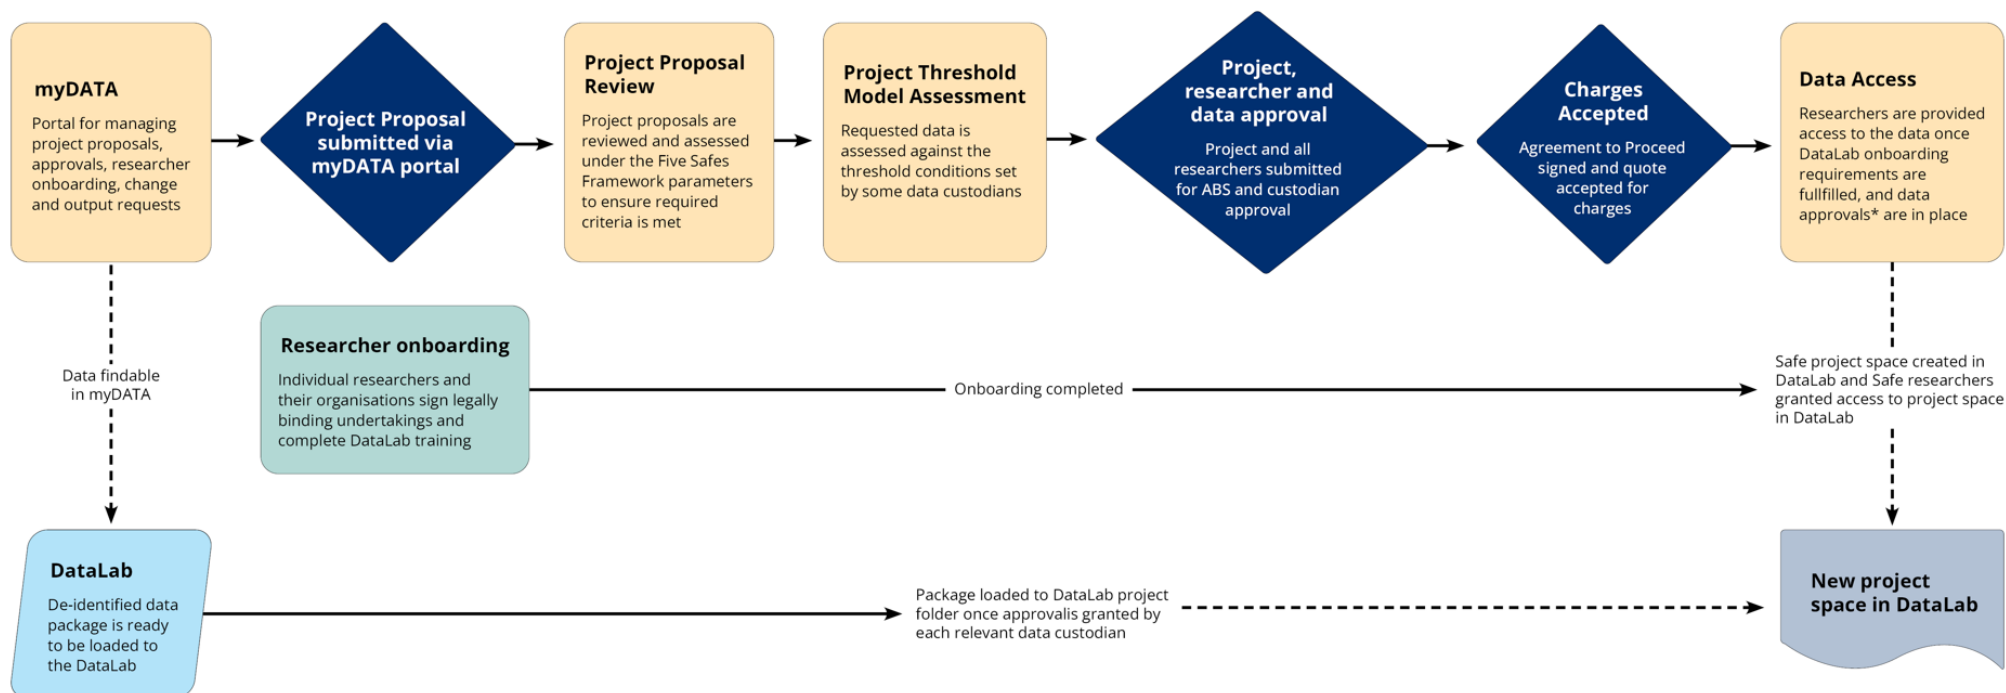 myDATA
Portal for managing
project proposals,
approvals, researcher
onboarding, change
and output requests
Project Proposal
submitted via
myDATA portal
Project Proposal
Review
Project proposals are
reviewed and assessed
under the Five Safes
Framework parameters
to ensure required
criteria is met
Project Threshold
Model Assessment
Requested data is
assessed against the
threshold conditions set
by some data custodians
Project,
researcher and
data approval
Project and all
researchers submitted
for ABS and custodian
approval
Charges
Accepted
Agreement to Proceed
signed and quote
accepted for
charges
Data Access
Researchers are provided
access to the data once
DataLab onboarding
requirements are
fullfilled, and data
approvals* are in place
Data findable
in myDATA
Researcher onboarding
Individual researchers and
their organisations sign legally
binding undertakings and
complete DataLab training
Onboarding completed
Safe project space created in
DataLab and Safe researchers
granted access to project space
in DataLab
DataLab
De-identified data
package is ready
to be loaded to
the DataLab
Package loaded to DataLab project
folder once approvalis granted by
each relevant data custodian
New project
space in DataLab